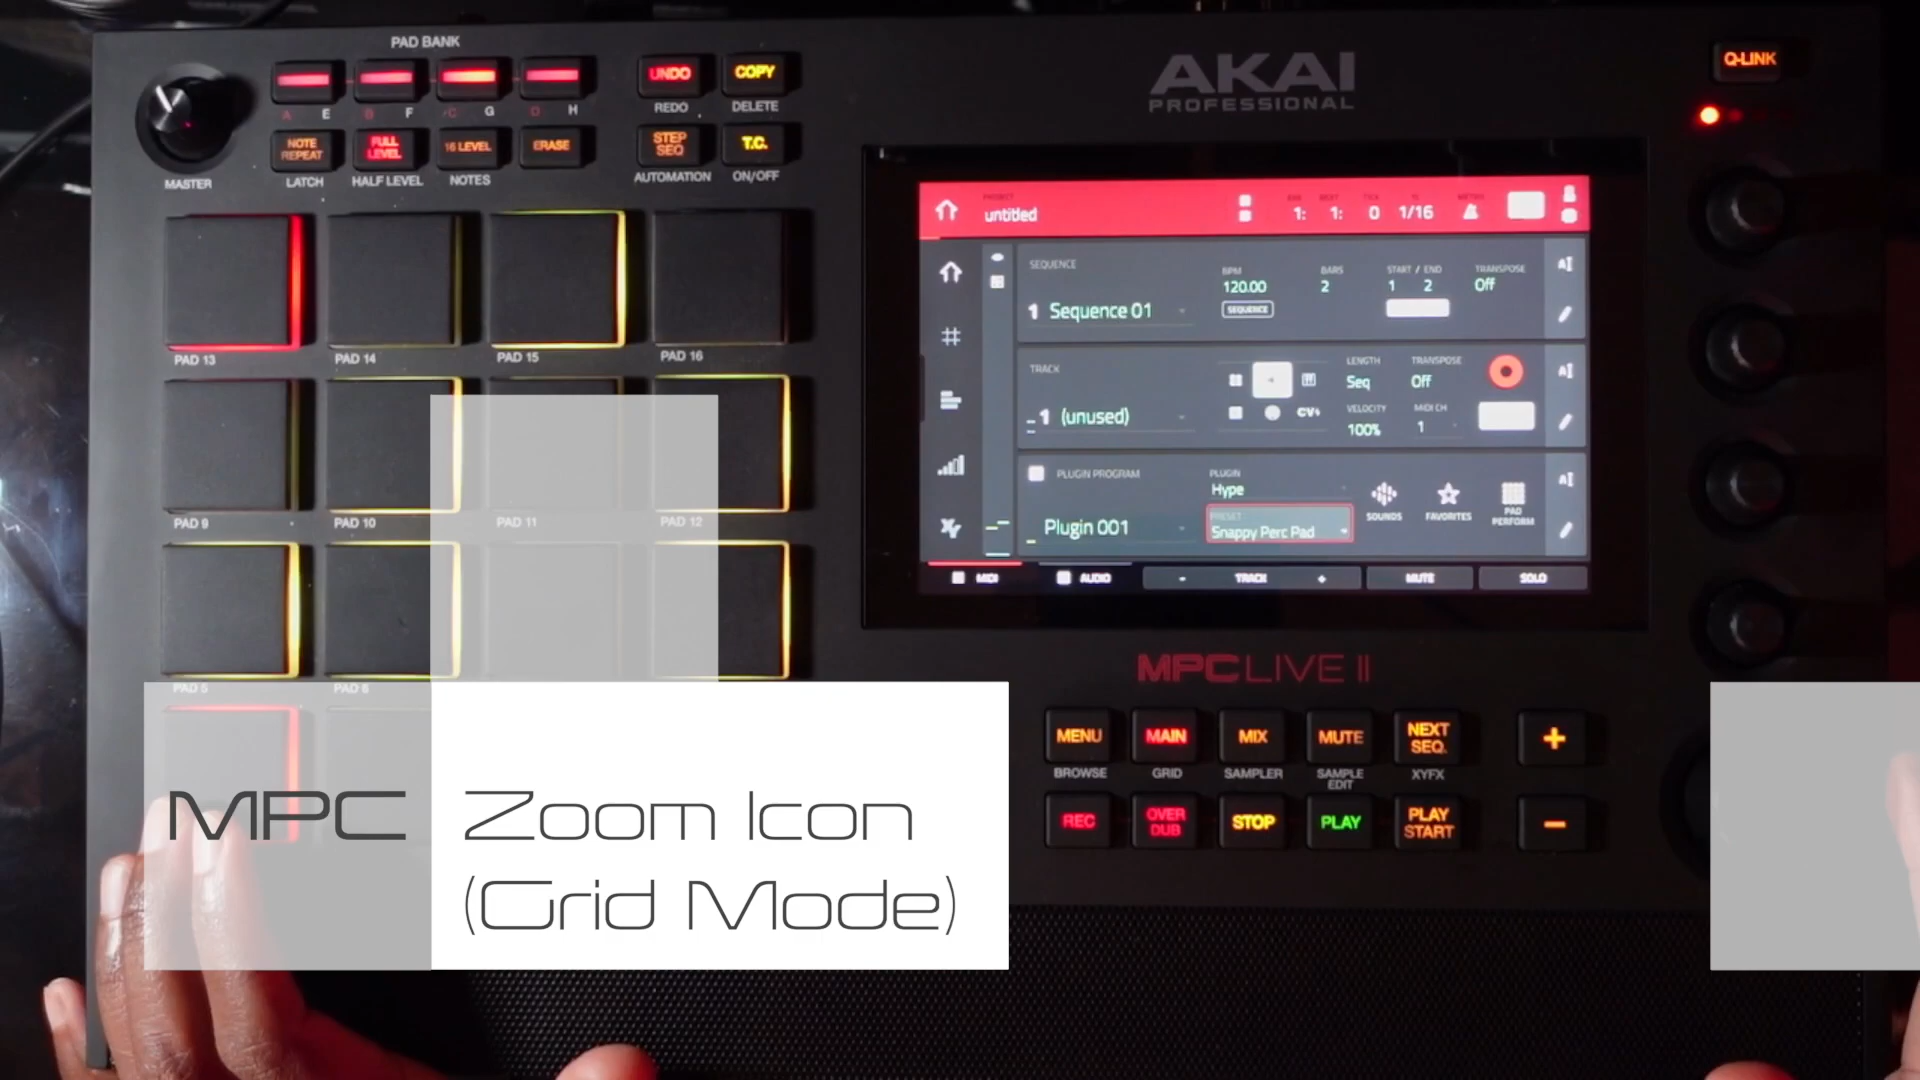 PAD BANK
A E B F C G D H
UNDO COPY
REDO DELETE
NOTE REPEAT
FULL LEVEL
16 LEVEL
ERASE
STEP SEQ
T.C.
MASTER
LATCH HALF LEVEL NOTES
AUTOMATION ON/OFF
PAD 13 PAD 14 PAD 15 PAD 16
PAD 9 PAD 10 PAD 11 PAD 12
PAD 5 PAD 6
AKAI
PROFESSIONAL
Q-LINK
PROJECT
untitled
1: 1: 0 1/16
SEQUENCE
1 Sequence 01
BPM
120.00
SEQUENCE
BARS
2
START / END
1 2
TRANSPOSE
Off
TRACK
1 (unused)
CV
LENGTH
Seq
TRANSPOSE
Off
VELOCITY
100%
MIDI CH
1
PLUGIN PROGRAM
Plugin 001
PLUGIN
Hype
PRESET
Snappy Perc Pad
SOUNDS
FAVORITES
PAD
PERFORM
MIDI AUDIO - TRACK + MUTE SOLO
MPC LIVE II
MENU MAIN MIX MUTE NEXT SEQ.
BROWSE GRID SAMPLER SAMPLE EDIT XYFX
REC OVER DUB STOP PLAY PLAY START
+
−
MPC Zoom Icon
(Grid Mode)